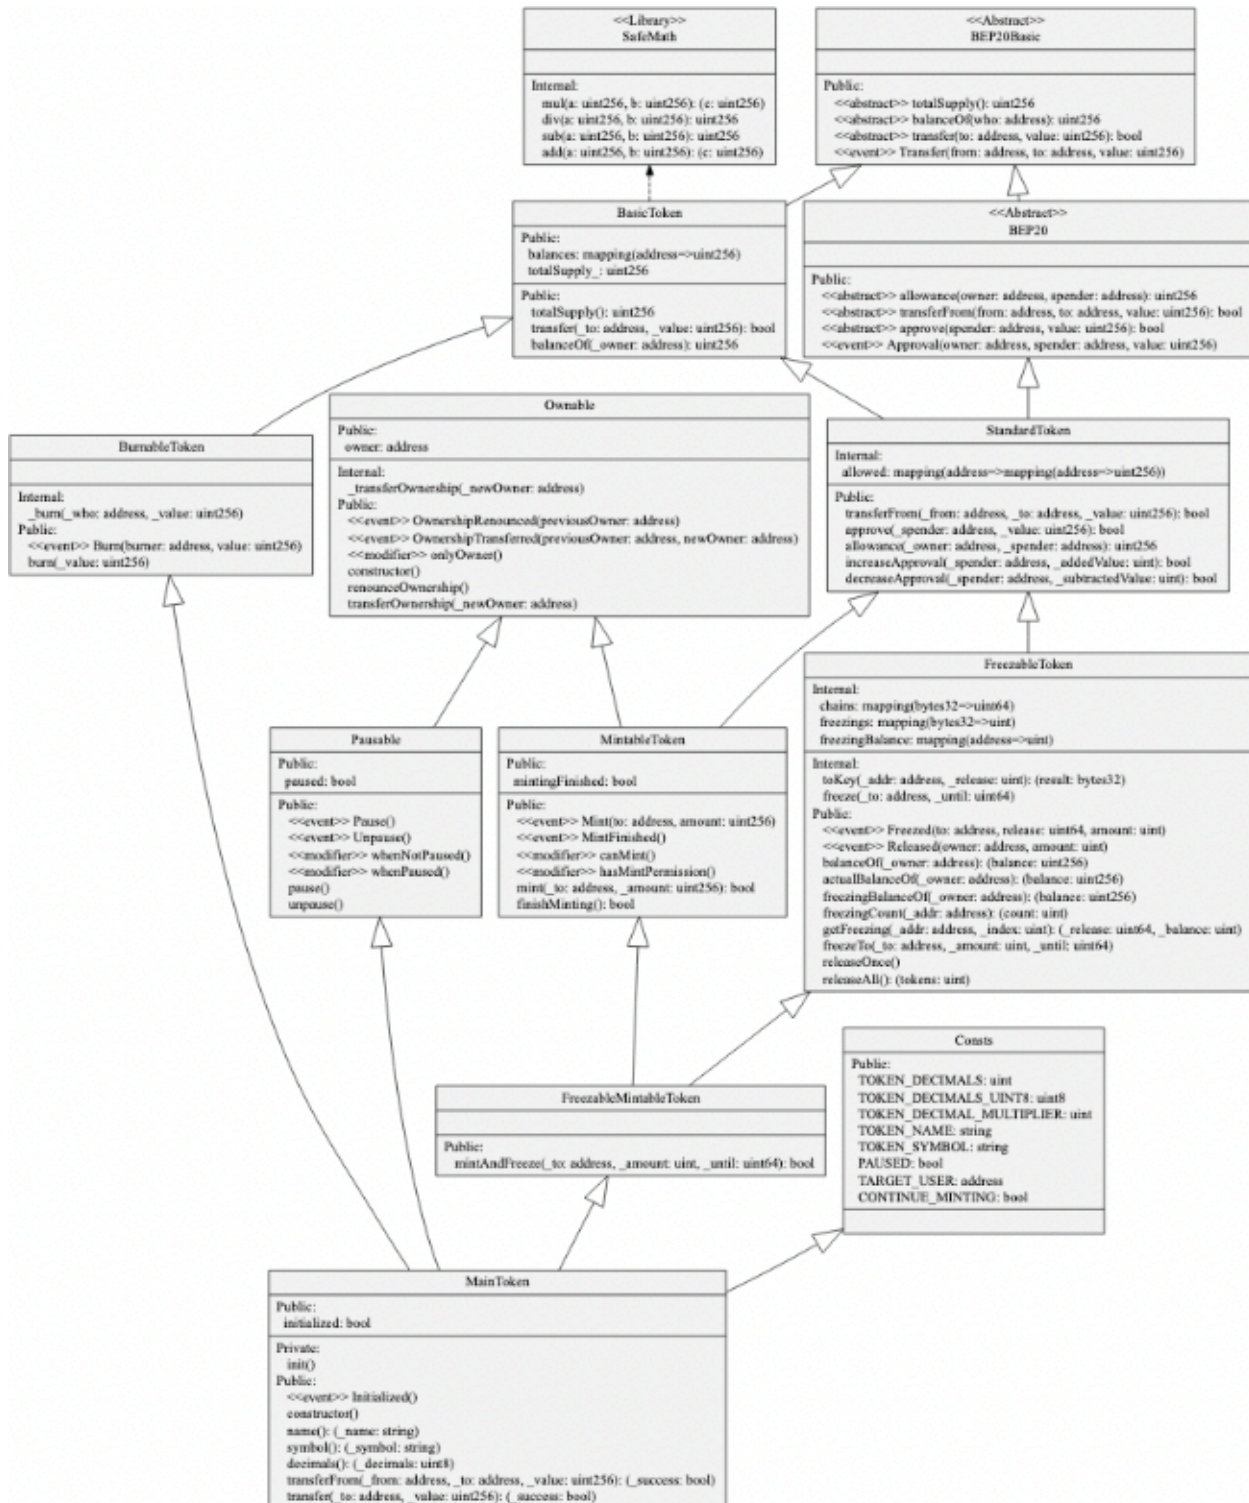 <<Library>>
SafeMath
Internal:
mul(a: uint256, b: uint256): (c: uint256)
div(a: uint256, b: uint256): uint256
sub(a: uint256, b: uint256): uint256
add(a: uint256, b: uint256): (c: uint256)
<<Abstract>>
BEP20Basic
Public:
<<abstract>> totalSupply(): uint256
<<abstract>> balanceOf(who: address): uint256
<<abstract>> transfer(to: address, value: uint256): bool
<<event>> Transfer(from: address, to: address, value: uint256)
BasicToken
Public:
balances: mapping(address=>uint256)
totalSupply_: uint256
Public:
totalSupply(): uint256
transfer(_to: address, _value: uint256): bool
balanceOf(_owner: address): uint256
<<Abstract>>
BEP20
Public:
<<abstract>> allowance(owner: address, spender: address): uint256
<<abstract>> transferFrom(from: address, to: address, value: uint256): bool
<<abstract>> approve(spender: address, value: uint256): bool
<<event>> Approval(owner: address, spender: address, value: uint256)
BurnableToken
Internal:
_burn(_who: address, _value: uint256)
Public:
<<event>> Burn(burner: address, value: uint256)
burn(_value: uint256)
Ownable
Public:
owner: address
Internal:
_transferOwnership(_newOwner: address)
Public:
<<event>> OwnershipRenounced(previousOwner: address)
<<event>> OwnershipTransferred(previousOwner: address, newOwner: address)
<<modifier>> onlyOwner()
constructor()
renounceOwnership()
transferOwnership(_newOwner: address)
StandardToken
Internal:
allowed: mapping(address=>mapping(address=>uint256))
Public:
transferFrom(_from: address, _to: address, _value: uint256): bool
approve(_spender: address, _value: uint256): bool
allowance(_owner: address, _spender: address): uint256
increaseApproval(_spender: address, _addedValue: uint): bool
decreaseApproval(_spender: address, _subtractedValue: uint): bool
Pausable
Public:
paused: bool
Public:
<<event>> Pause()
<<event>> Unpause()
<<modifier>> whenNotPaused()
<<modifier>> whenPaused()
pause()
unpause()
MintableToken
Public:
mintingFinished: bool
Public:
<<event>> Mint(to: address, amount: uint256)
<<event>> MintFinished()
<<modifier>> canMint()
<<modifier>> hasMintPermission()
mint(_to: address, _amount: uint256): bool
finishMinting(): bool
FreezableToken
Internal:
chains: mapping(bytes32=>uint64)
freezings: mapping(bytes32=>uint)
freezingBalance: mapping(address=>uint)
Internal:
toKey(_addr: address, _release: uint): (result: bytes32)
freeze(_to: address, _until: uint64)
Public:
<<event>> Freezed(to: address, release: uint64, amount: uint)
<<event>> Released(owner: address, amount: uint)
balanceOf(_owner: address): (balance: uint256)
actualBalanceOf(_owner: address): (balance: uint256)
freezingBalanceOf(_owner: address): (balance: uint256)
freezingCount(_addr: address): (count: uint)
getFreezing(_addr: address, _index: uint): (_release: uint64, _balance: uint)
freezeTo(_to: address, _amount: uint, _until: uint64)
releaseOnce()
releaseAll(): (tokens: uint)
FreezableMintableToken
Public:
mintAndFreeze(_to: address, _amount: uint, _until: uint64): bool
Consts
Public:
TOKEN_DECIMALS: uint
TOKEN_DECIMALS_UINT8: uint8
TOKEN_DECIMAL_MULTIPLIER: uint
TOKEN_NAME: string
TOKEN_SYMBOL: string
PAUSED: bool
TARGET_USER: address
CONTINUE_MINTING: bool
MainToken
Public:
initialized: bool
Private:
init()
Public:
<<event>> Initialized()
constructor()
name(): (_name: string)
symbol(): (_symbol: string)
decimals(): (_decimals: uint8)
transferFrom(_from: address, _to: address, _value: uint256): (_success: bool)
transfer(_to: address, _value: uint256): (_success: bool)